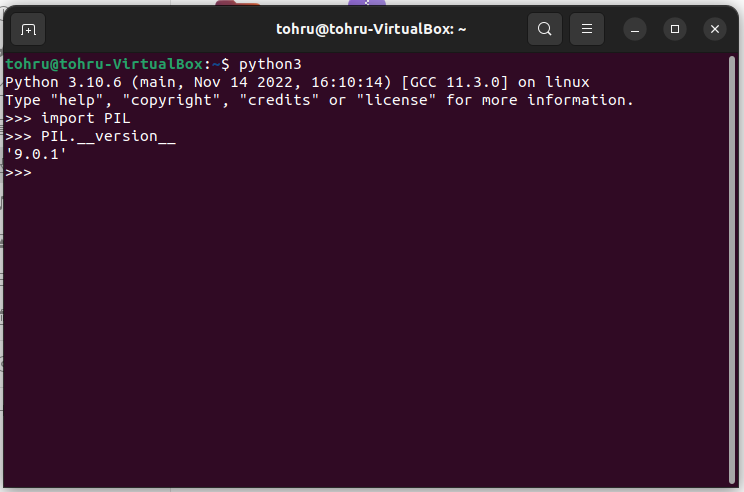 tohru@tohru-VirtualBox: ~
tohru@tohru-VirtualBox:~$ python3
Python 3.10.6 (main, Nov 14 2022, 16:10:14) [GCC 11.3.0] on linux
Type "help", "copyright", "credits" or "license" for more information.
>>> import PIL
>>> PIL.__version__
'9.0.1'
>>>